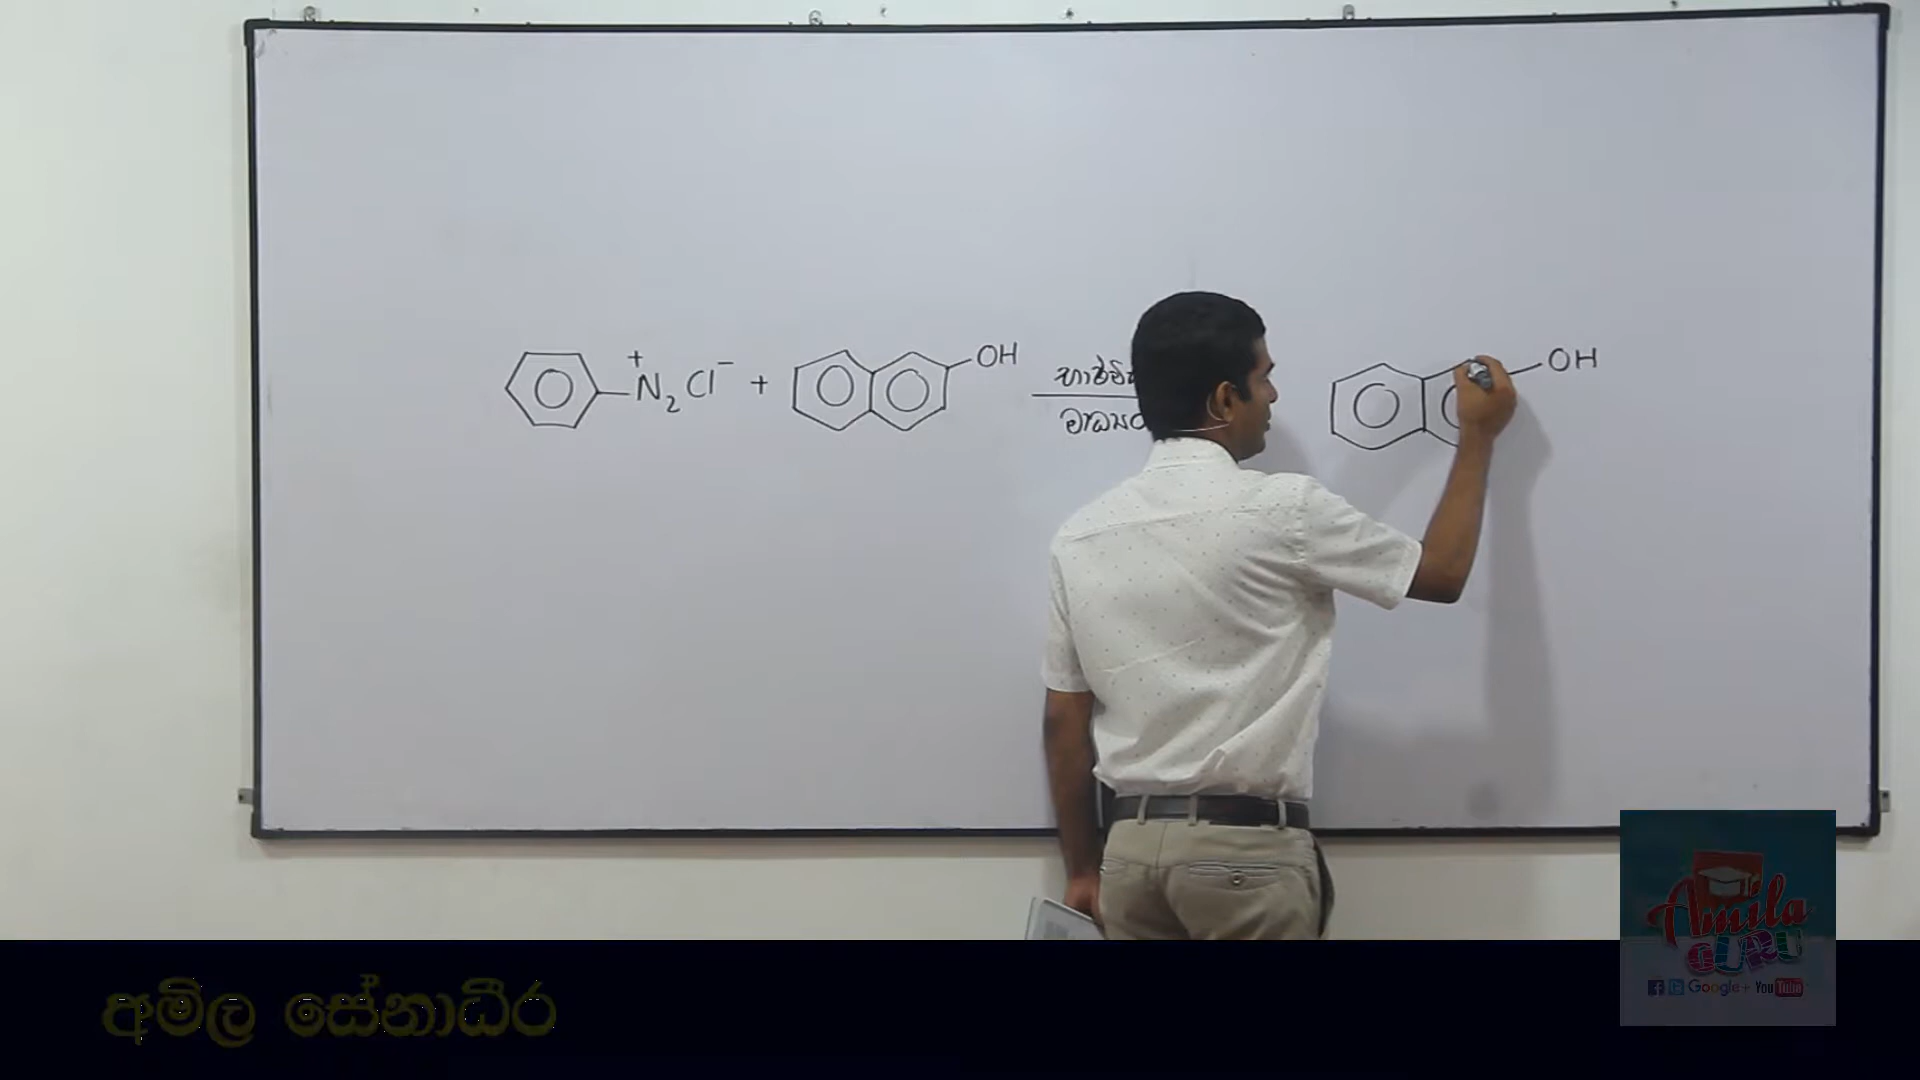 N₂⁺Cl⁻ + OH
මාධ්‍ය
OH
අමිල සේනාධීර
Amila
GURU
Google+ YouTube